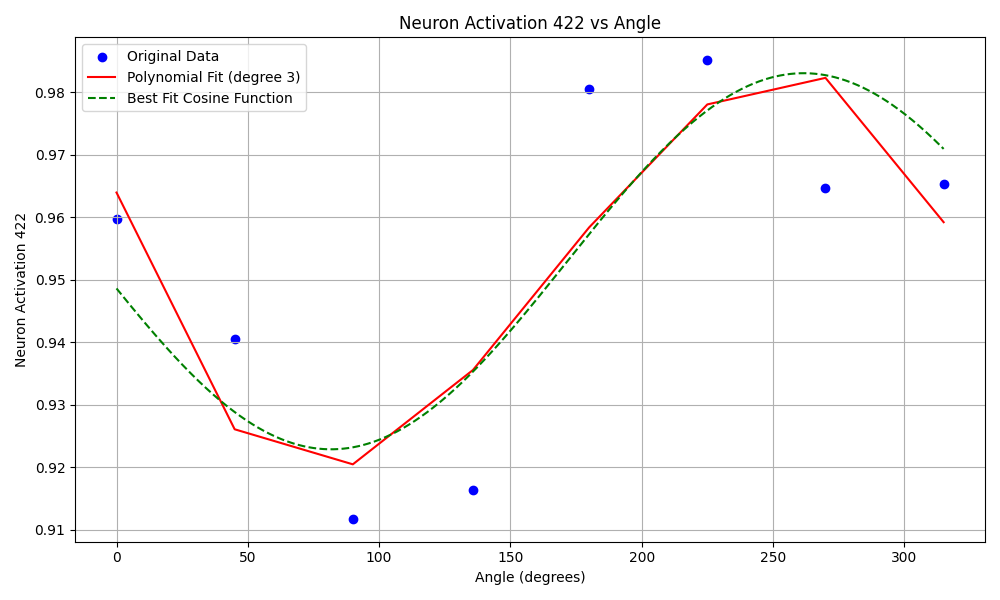 Neuron Activation 422 vs Angle
Original Data
Polynomial Fit (degree 3)
Best Fit Cosine Function
Neuron Activation 422
0.98
0.97
0.96
0.95
0.94
0.93
0.92
0.91
0 50 100 150 200 250 300
Angle (degrees)